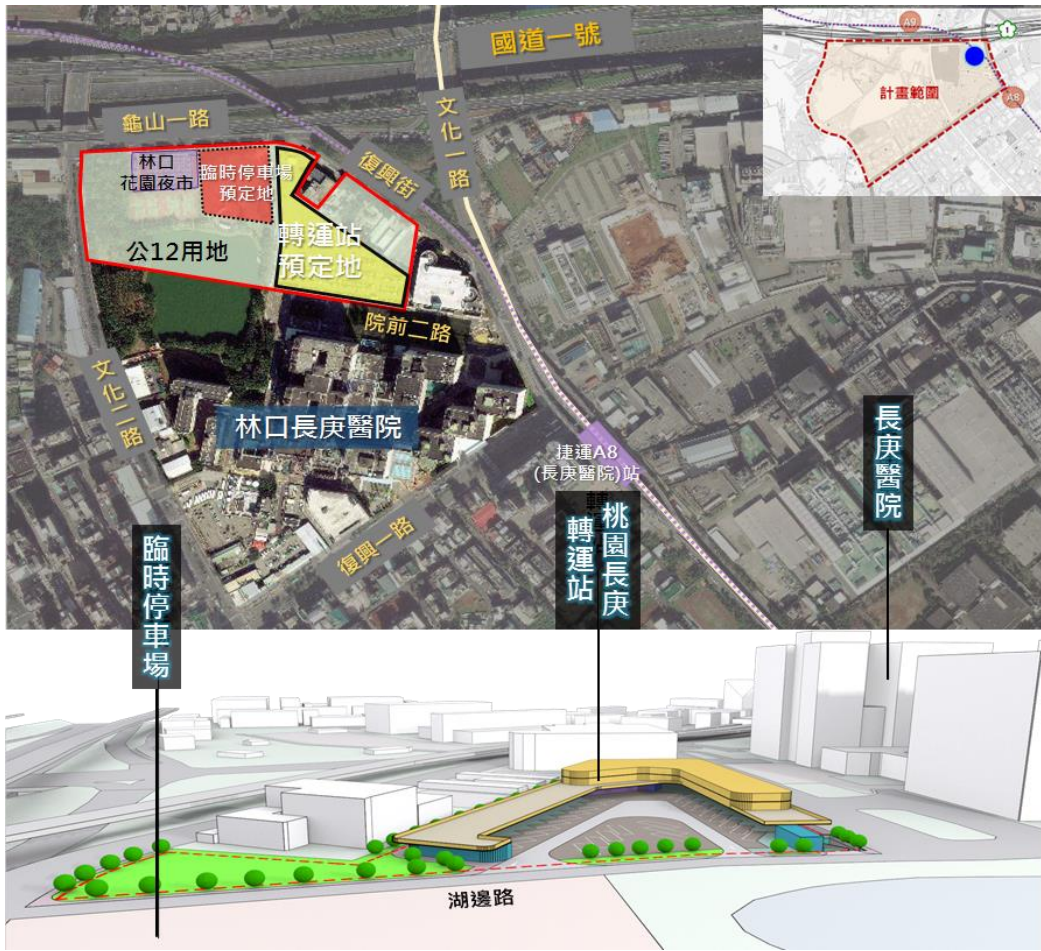 國道一號
A9
1
計畫範圍
A8
龜山一路
文化一路
復興街
林口
花園夜市
臨時停車場
預定地
轉運站
預定地
公12用地
院前二路
文化二路
林口長庚醫院
捷運A8
(長庚醫院)站
轉
復興一路
長庚醫院
桃園長庚
轉運站
臨時停車場
湖邊路